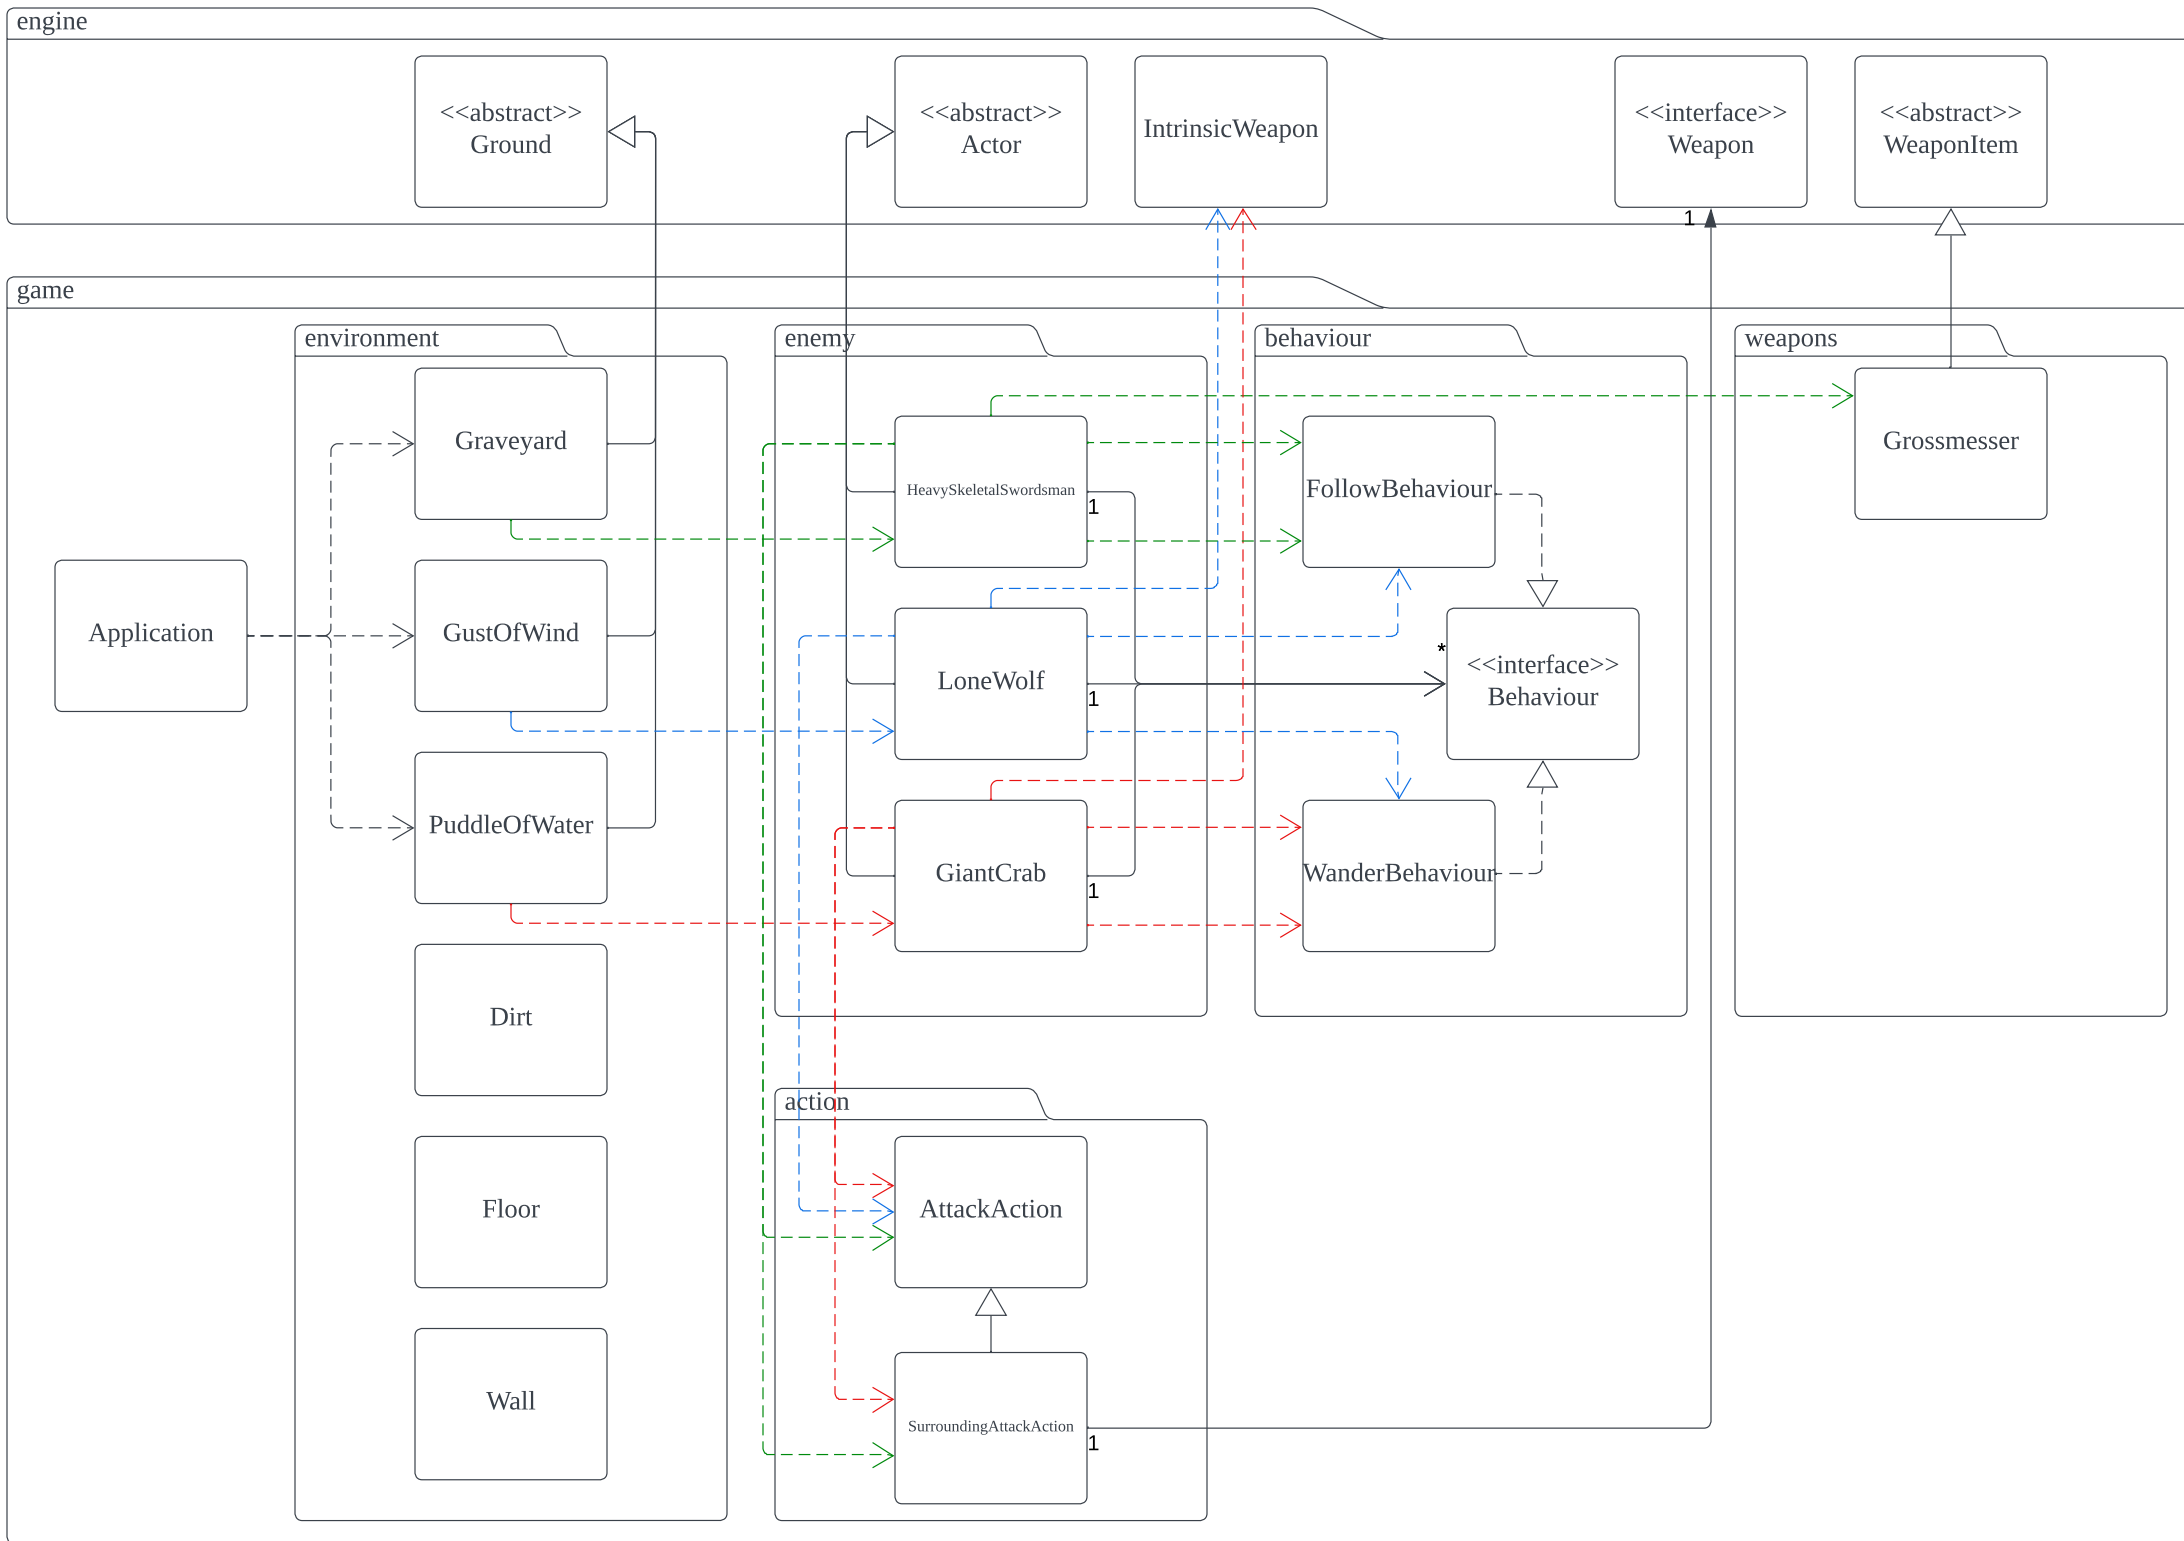 engine
<<abstract>>
Ground
<<abstract>>
Actor
IntrinsicWeapon
<<interface>>
Weapon
<<abstract>>
WeaponItem
1
game
environment
enemy
behaviour
weapons
Graveyard
HeavySkeletalSwordsman
1
FollowBehaviour
Grossmesser
Application
GustOfWind
LoneWolf
1
*
<<interface>>
Behaviour
PuddleOfWater
GiantCrab
1
WanderBehaviour
Dirt
action
Floor
AttackAction
Wall
SurroundingAttackAction
1